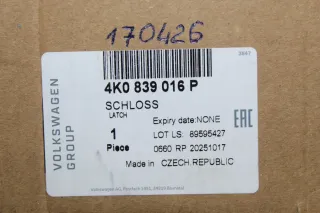 170426
VOLKSWAGEN
GROUP
4K0 839 016 P
SCHLOSS
LATCH
1
Piece
Expiry date:NONE
LOT LS: 89595427
0660 RP 20251017
Made in CZECH.REPUBLIC
EAC